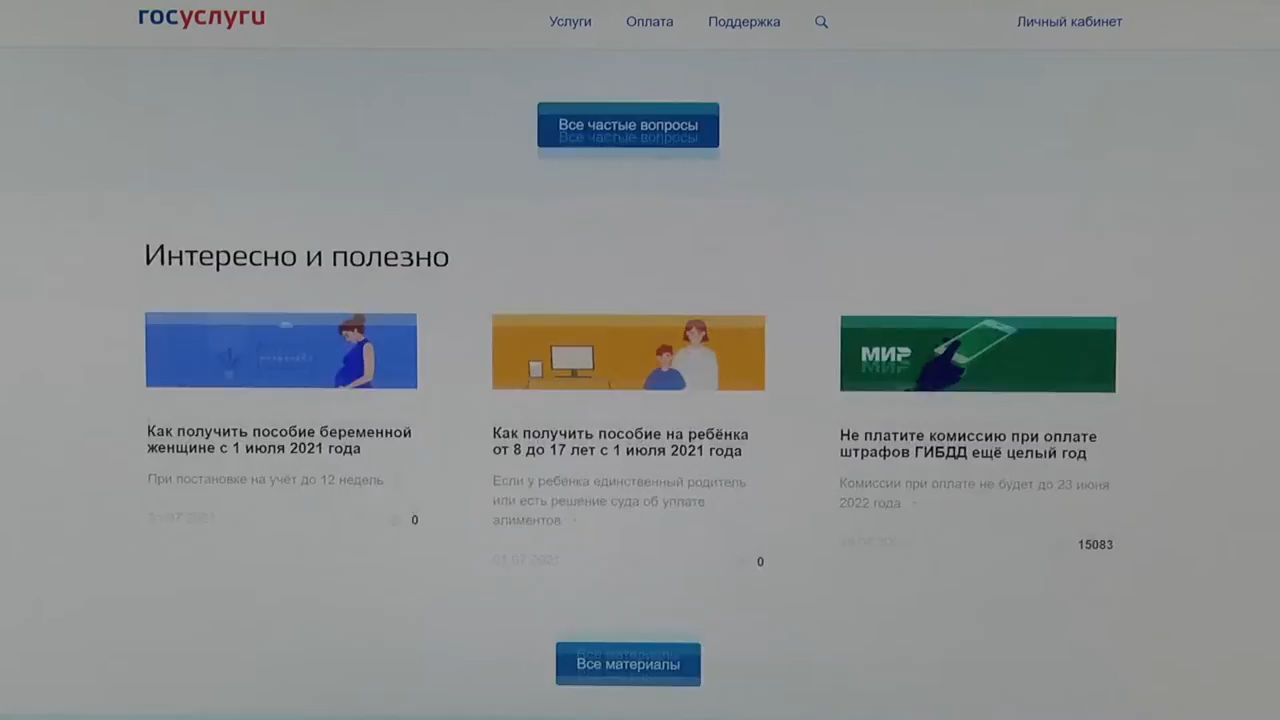 госуслуги
Услуги Оплата Поддержка Личный кабинет
Все частые вопросы
Интересно и полезно
МИР
Как получить пособие беременной
женщине с 1 июля 2021 года
При постановке на учёт до 12 недель
0
Как получить пособие на ребёнка
от 8 до 17 лет с 1 июля 2021 года
Если у ребёнка единственный родитель
или есть решение суда об уплате
алиментов
01.07.2021 0
Не платите комиссию при оплате
штрафов ГИБДД ещё целый год
Комиссии при оплате не будет до 23 июня
2022 года
15083
Все материалы